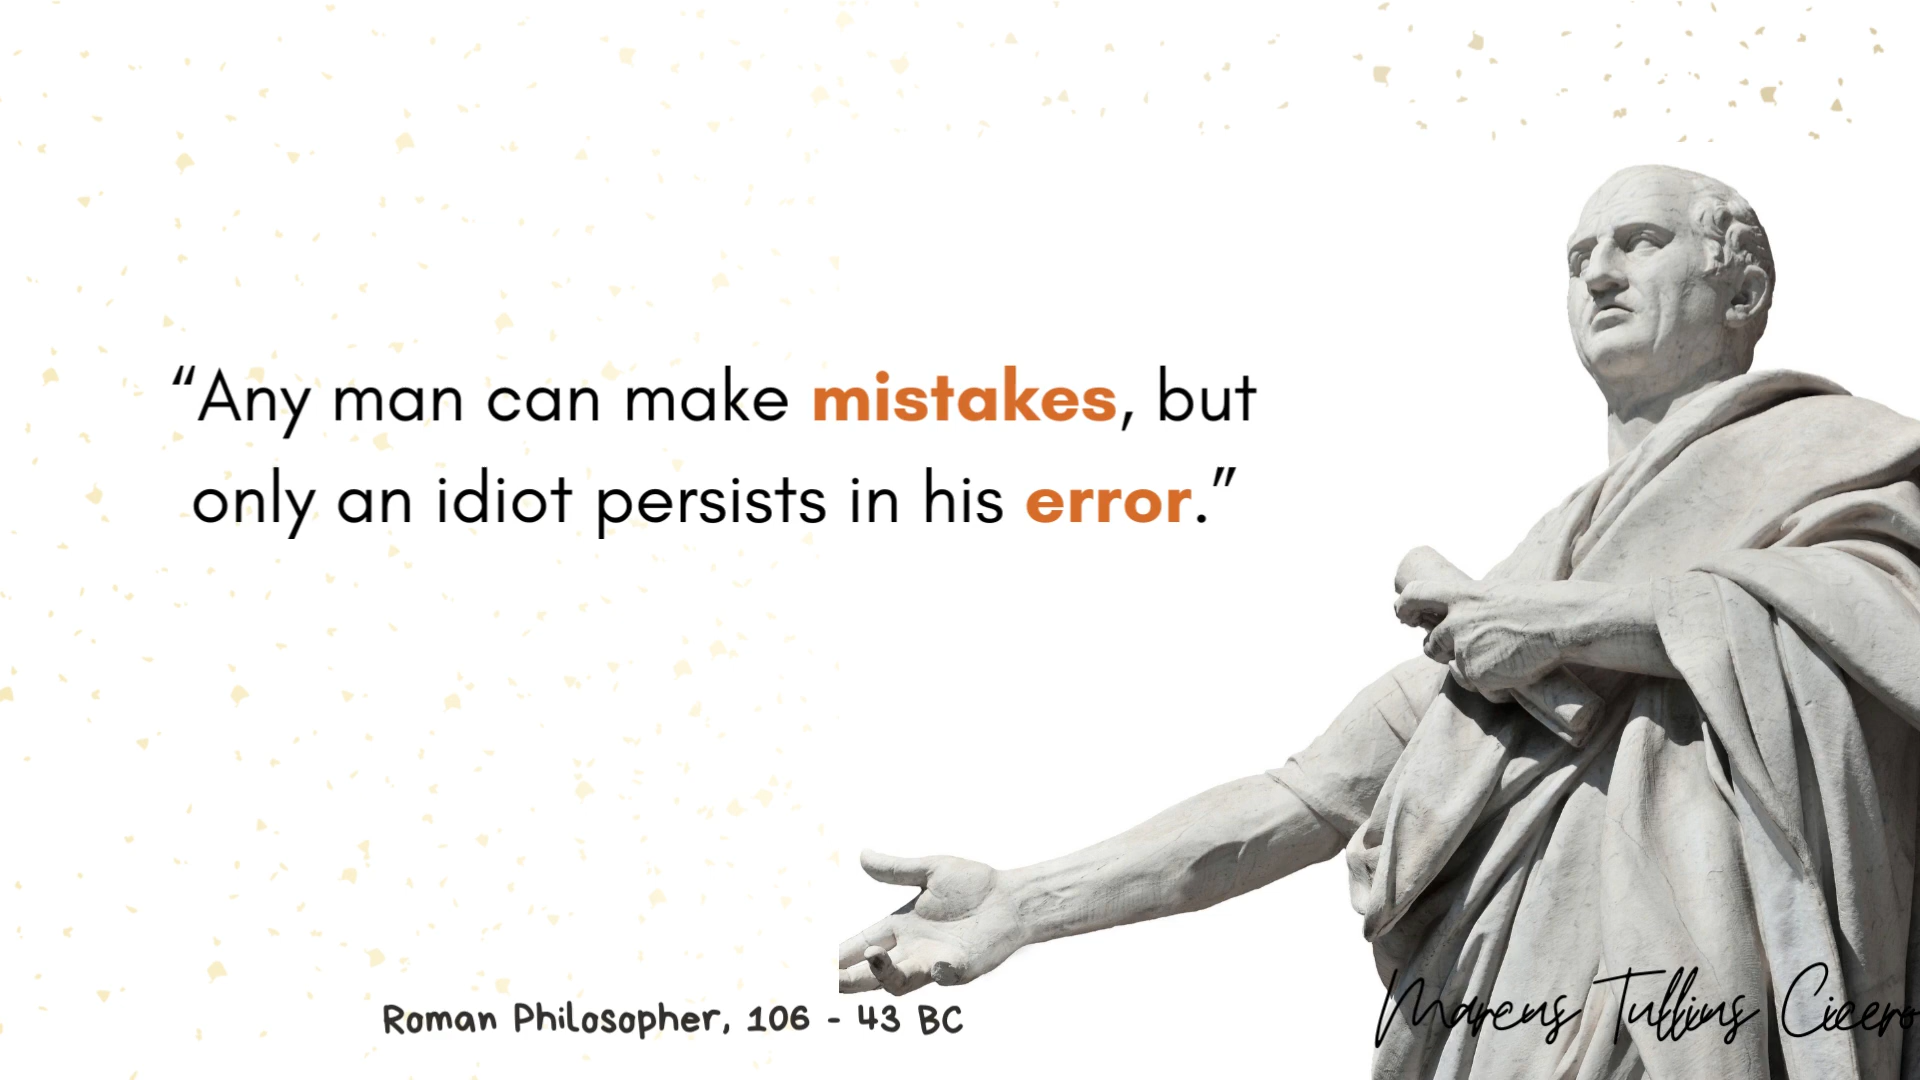 “Any man can make mistakes, but
only an idiot persists in his error.”
Roman Philosopher, 106 - 43 BC
Marcus Tullius Cicero